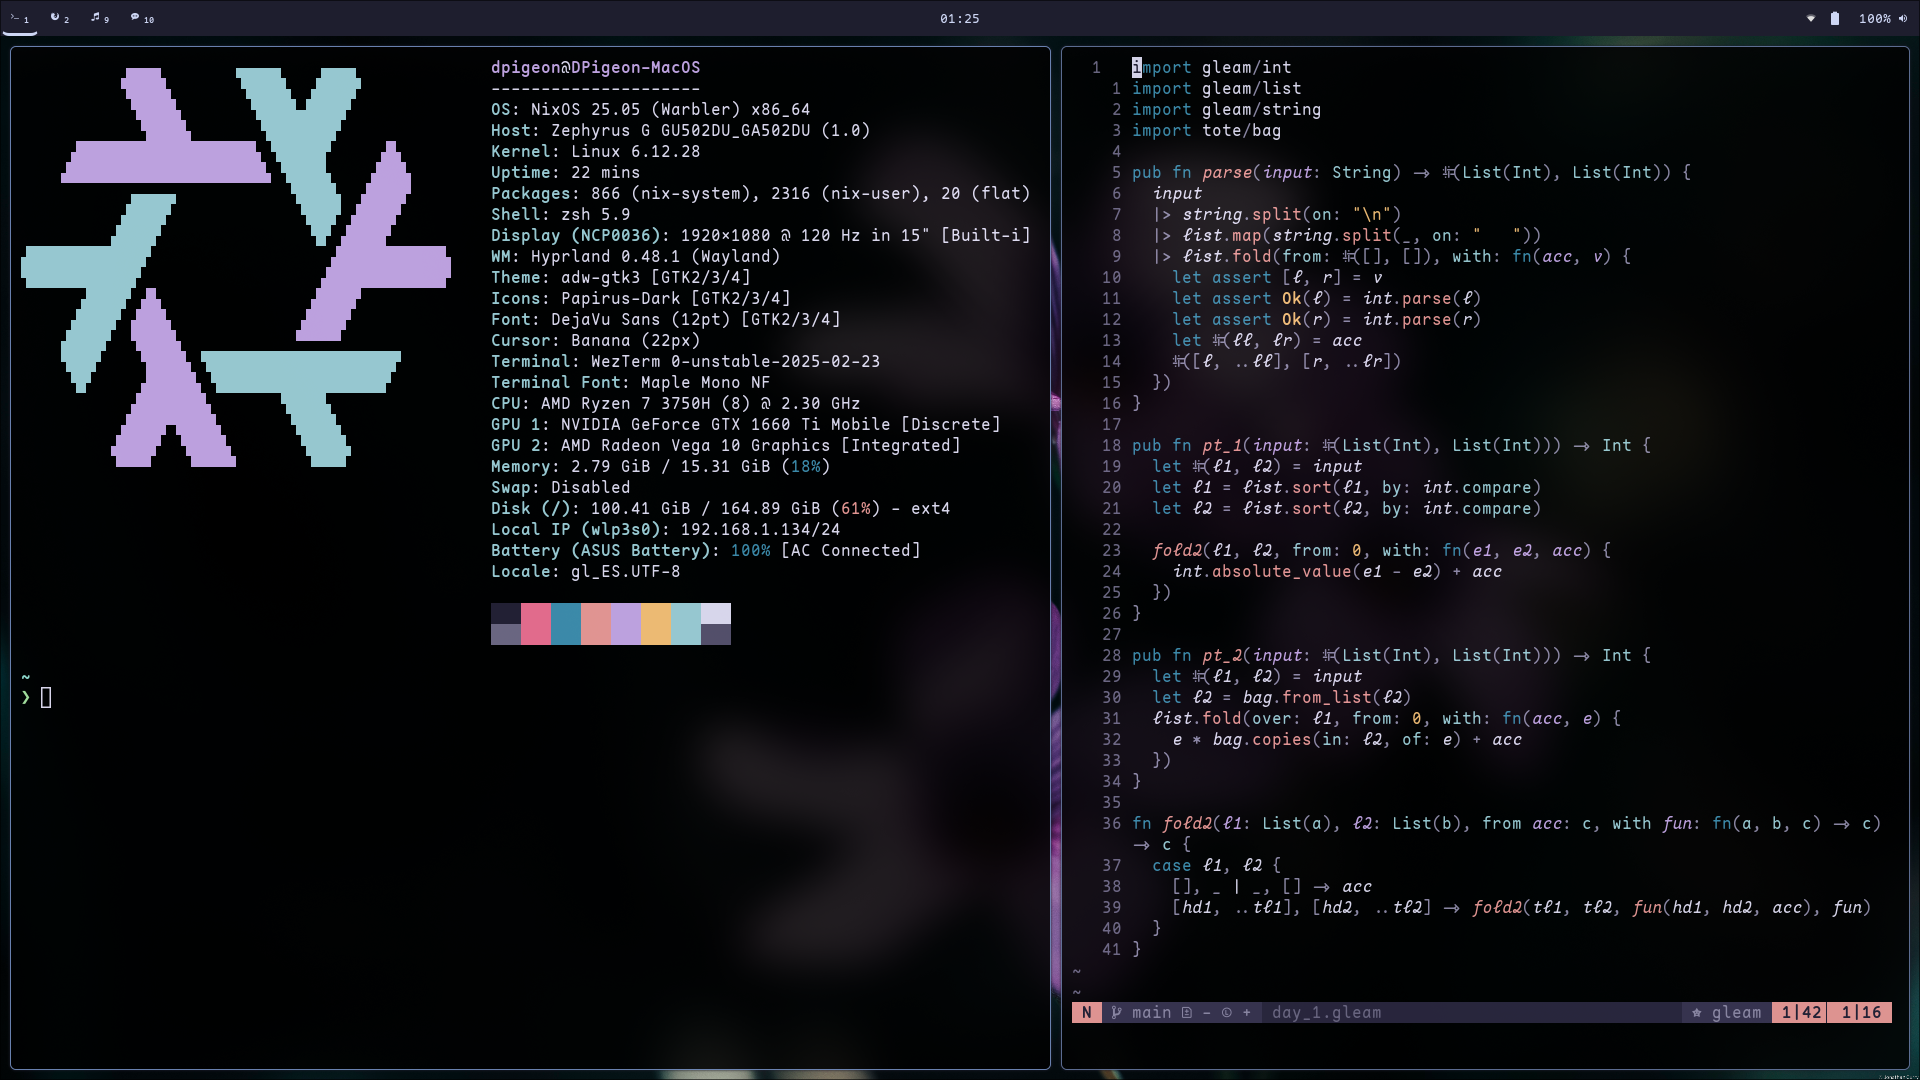 1 2 9 10
01:25
100%
dpigeon@DPigeon-MacOS
---------------------
OS: NixOS 25.05 (Warbler) x86_64
Host: Zephyrus G GU502DU_GA502DU (1.0)
Kernel: Linux 6.12.28
Uptime: 22 mins
Packages: 866 (nix-system), 2316 (nix-user), 20 (flat)
Shell: zsh 5.9
Display (NCP0036): 1920×1080 @ 120 Hz in 15" [Built-i]
WM: Hyprland 0.48.1 (Wayland)
Theme: adw-gtk3 [GTK2/3/4]
Icons: Papirus-Dark [GTK2/3/4]
Font: DejaVu Sans (12pt) [GTK2/3/4]
Cursor: Banana (22px)
Terminal: WezTerm 0-unstable-2025-02-23
Terminal Font: Maple Mono NF
CPU: AMD Ryzen 7 3750H (8) @ 2.30 GHz
GPU 1: NVIDIA GeForce GTX 1660 Ti Mobile [Discrete]
GPU 2: AMD Radeon Vega 10 Graphics [Integrated]
Memory: 2.79 GiB / 15.31 GiB (18%)
Swap: Disabled
Disk (/): 100.41 GiB / 164.89 GiB (61%) - ext4
Local IP (wlp3s0): 192.168.1.134/24
Battery (ASUS Battery): 100% [AC Connected]
Locale: gl_ES.UTF-8
~
❯
1 import gleam/int
1 import gleam/list
2 import gleam/string
3 import tote/bag
4
5 pub fn parse(input: String) -> #(List(Int), List(Int)) {
6   input
7   |> string.split(on: "\n")
8   |> list.map(string.split(_, on: "   "))
9   |> list.fold(from: #([], []), with: fn(acc, v) {
10     let assert [l, r] = v
11     let assert Ok(l) = int.parse(l)
12     let assert Ok(r) = int.parse(r)
13     let #(ll, lr) = acc
14     #([l, ..ll], [r, ..lr])
15   })
16 }
17
18 pub fn pt_1(input: #(List(Int), List(Int))) -> Int {
19   let #(l1, l2) = input
20   let l1 = list.sort(l1, by: int.compare)
21   let l2 = list.sort(l2, by: int.compare)
22
23   fold2(l1, l2, from: 0, with: fn(e1, e2, acc) {
24     int.absolute_value(e1 - e2) + acc
25   })
26 }
27
28 pub fn pt_2(input: #(List(Int), List(Int))) -> Int {
29   let #(l1, l2) = input
30   let l2 = bag.from_list(l2)
31   list.fold(over: l1, from: 0, with: fn(acc, e) {
32     e * bag.copies(in: l2, of: e) + acc
33   })
34 }
35
36 fn fold2(l1: List(a), l2: List(b), from acc: c, with fun: fn(a, b, c) -> c)
-> c {
37   case l1, l2 {
38     [], _ | _, [] -> acc
39     [hd1, ..tl1], [hd2, ..tl2] -> fold2(tl1, tl2, fun(hd1, hd2, acc), fun)
40   }
41 }
~
~
N main - + day_1.gleam gleam 1|42 1|16